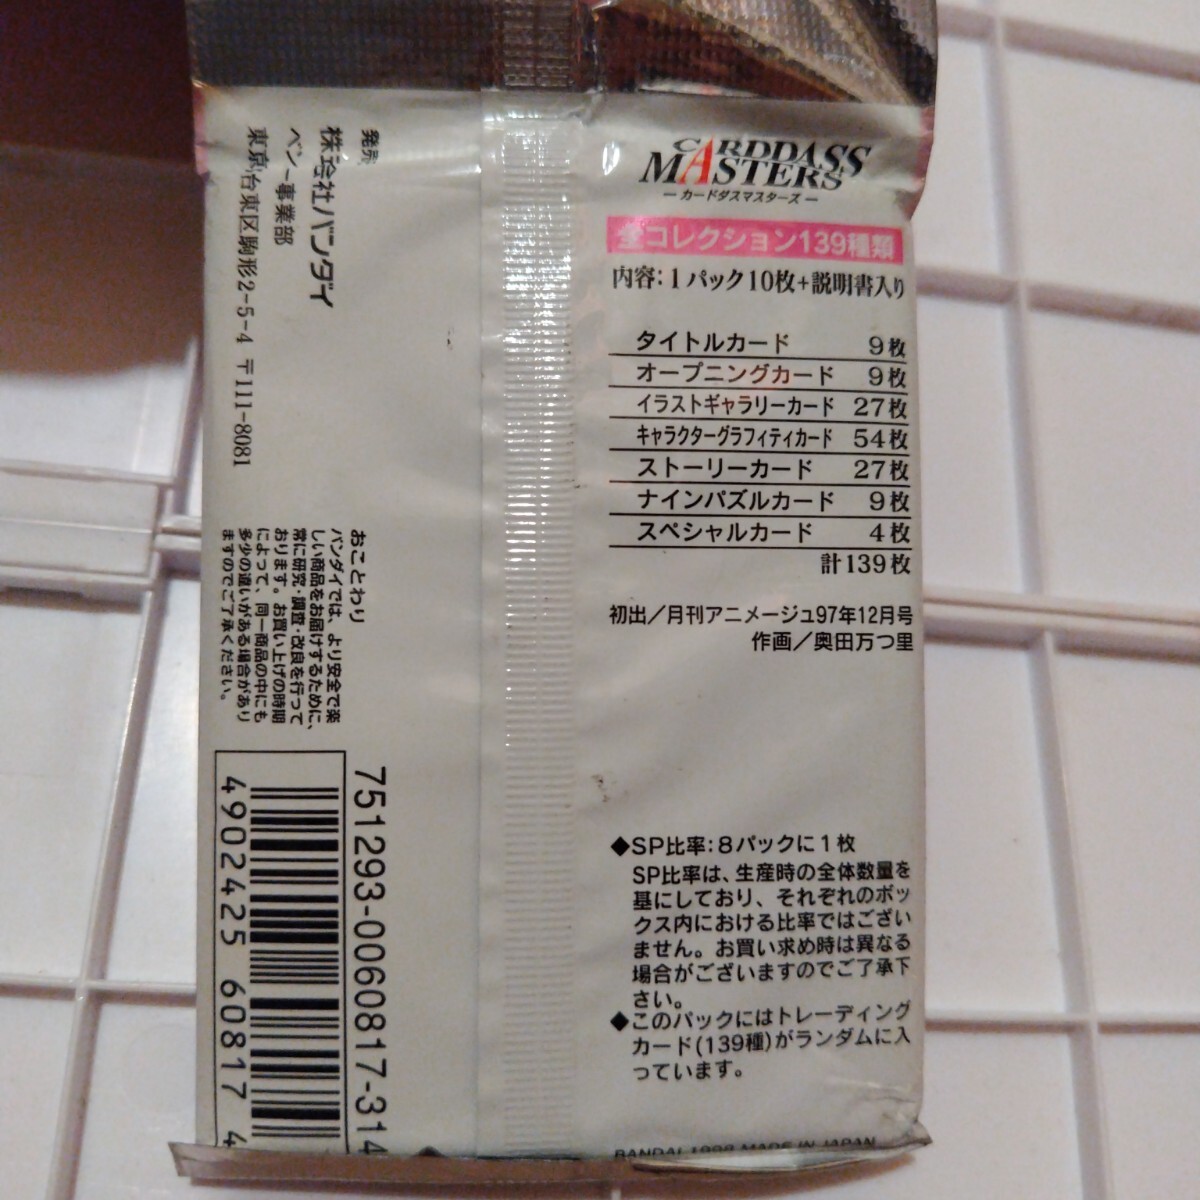 CARDDASS
MASTERS
―カードダスマスターズ―
全コレクション139種類
内容:1パック10枚+説明書入り
タイトルカード 9枚
オープニングカード 9枚
イラストギャラリーカード 27枚
キャラクターグラフィティカード 54枚
ストーリーカード 27枚
ナインパズルカード 9枚
スペシャルカード 4枚
計139枚
初出/月刊アニメージュ97年12月号
作画/奥田万つ里
◆SP比率:8パックに1枚
SP比率は、生産時の全体数量を
基にしており、それぞれのボッ
クス内における比率ではござい
ません。お買い求め時は異なる
場合がございますのでご了承下
さい。
◆このパックにはトレーディング
カード(139種)がランダムに入
っています。
BANDAI 1998 MADE IN JAPAN
発売
株式会社バンダイ
ベンダー事業部
東京都台東区駒形2-5-4 〒111-8081
おことわり
バンダイでは、より安全で楽
しい商品をお届けするために、
常に研究・調査・改良を行って
おります。お買い上げの時期
によって、同一商品の中にも
多少の違いがある場合があり
ますのでご了承ください。
751293-0060817-314
4902425 60817 4